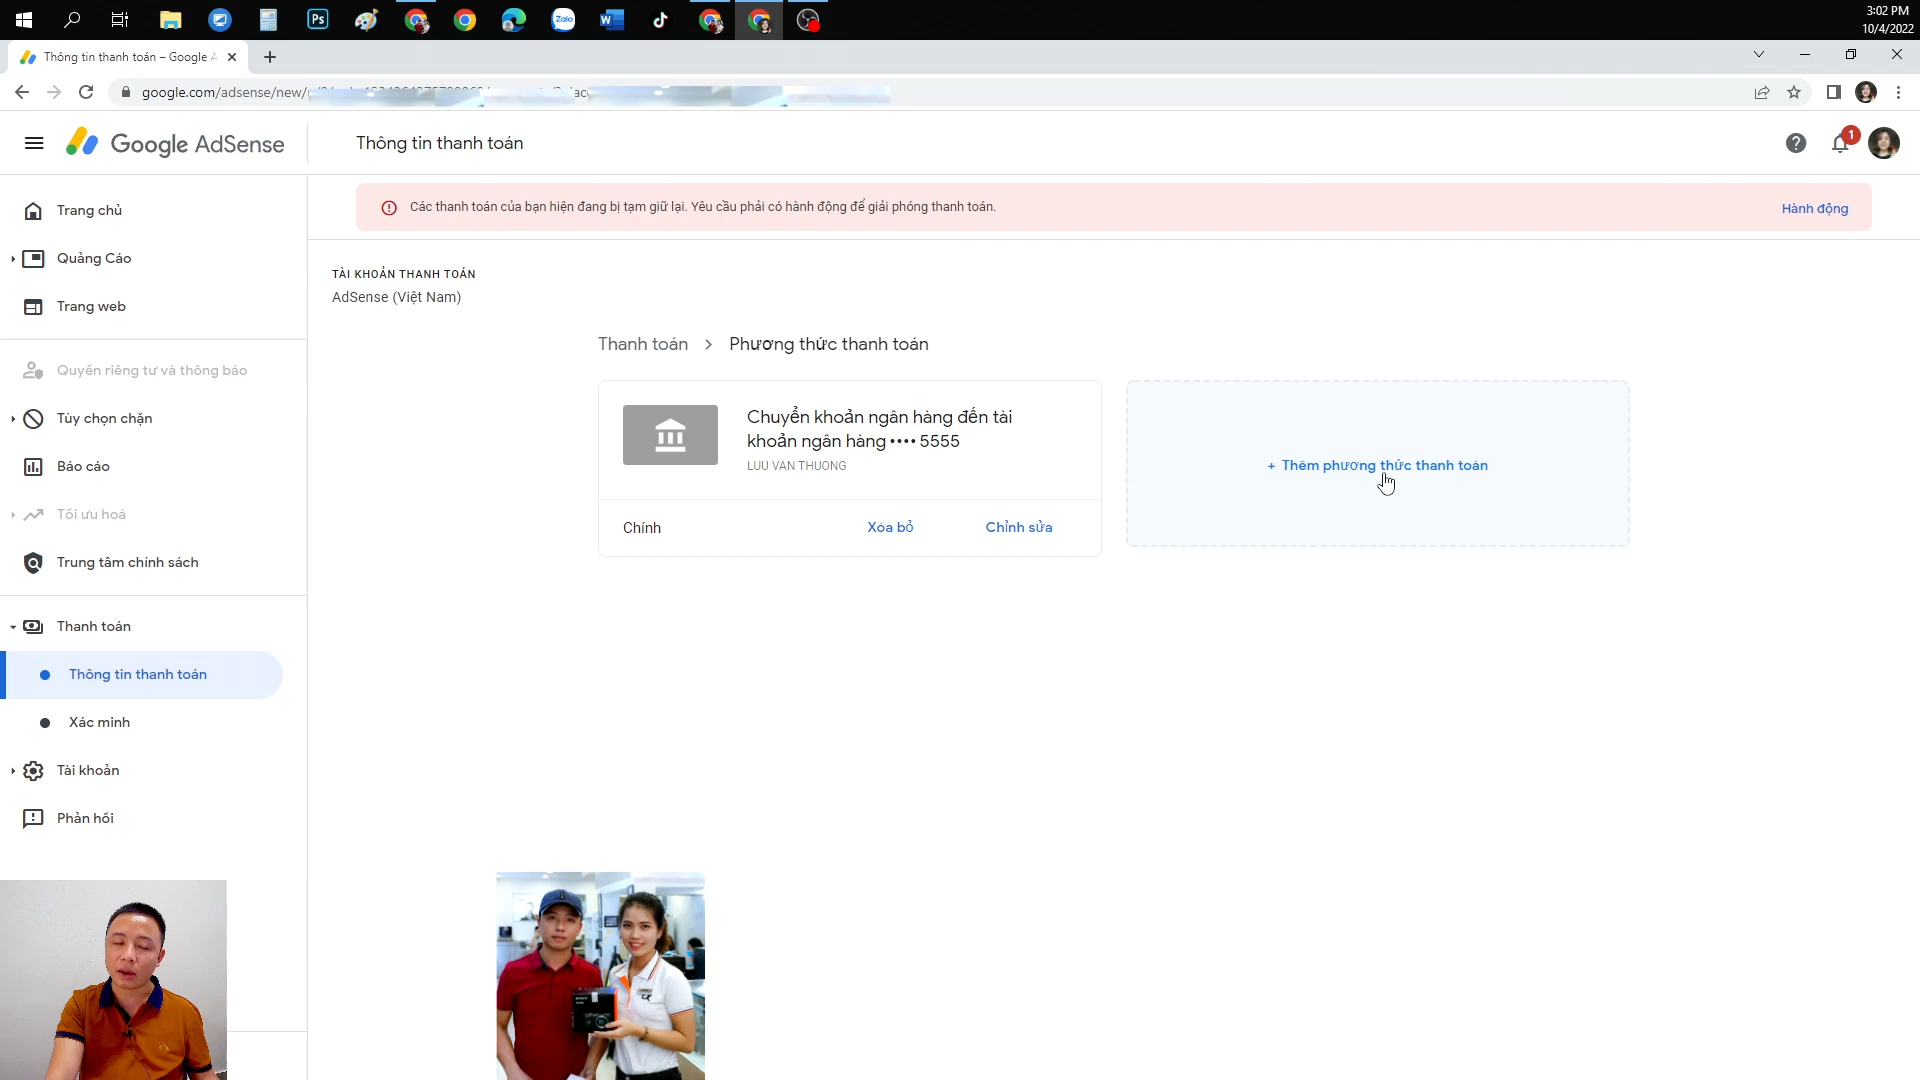 Ps
Zalo
W
3:02 PM
10/4/2022
Thông tin thanh toán – Google A
google.com/adsense/new/
Google AdSense
Thông tin thanh toán
1
Các thanh toán của bạn hiện đang bị tạm giữ lại. Yêu cầu phải có hành động để giải phóng thanh toán.
Hành động
Trang chủ
Quảng Cáo
Trang web
Quyền riêng tư và thông báo
Tùy chọn chặn
Báo cáo
Tối ưu hoá
Trung tâm chính sách
Thanh toán
Thông tin thanh toán
Xác minh
Tài khoản
Phản hồi
TÀI KHOẢN THANH TOÁN
AdSense (Việt Nam)
Thanh toán > Phương thức thanh toán
Chuyển khoản ngân hàng đến tài
khoản ngân hàng •••• 5555
LUU VAN THUONG
Chính
Xóa bỏ
Chỉnh sửa
+ Thêm phương thức thanh toán